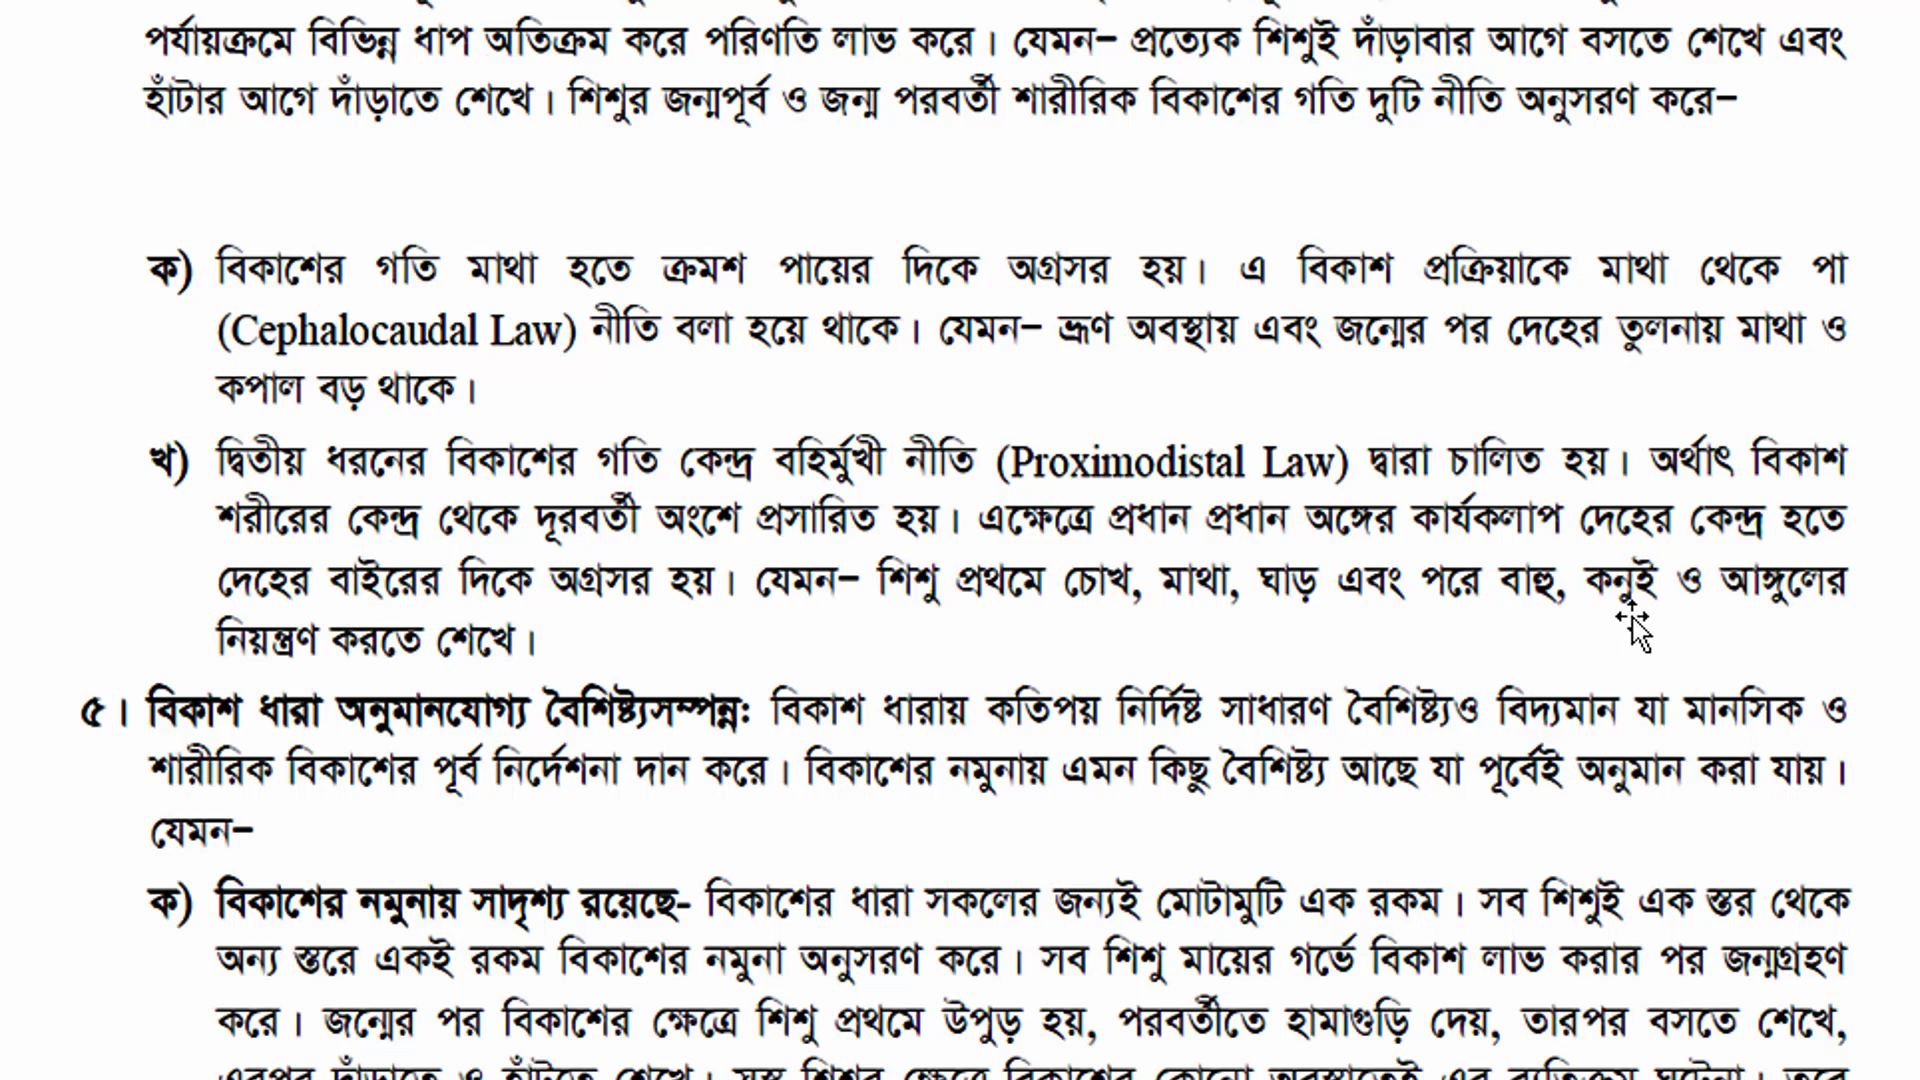 পর্যায়ক্রমে বিভিন্ন ধাপ অতিক্রম করে পরিণতি লাভ করে। যেমন– প্রত্যেক শিশুই দাঁড়াবার আগে বসতে শেখে এবং
হাঁটার আগে দাঁড়াতে শেখে। শিশুর জন্মপূর্ব ও জন্ম পরবর্তী শারীরিক বিকাশের গতি দুটি নীতি অনুসরণ করে–
ক) বিকাশের গতি মাথা হতে ক্রমশ পায়ের দিকে অগ্রসর হয়। এ বিকাশ প্রক্রিয়াকে মাথা থেকে পা
(Cephalocaudal Law) নীতি বলা হয়ে থাকে। যেমন– ভ্রূণ অবস্থায় এবং জন্মের পর দেহের তুলনায় মাথা ও
কপাল বড় থাকে।
খ) দ্বিতীয় ধরনের বিকাশের গতি কেন্দ্র বহির্মুখী নীতি (Proximodistal Law) দ্বারা চালিত হয়। অর্থাৎ বিকাশ
শরীরের কেন্দ্র থেকে দূরবর্তী অংশে প্রসারিত হয়। এক্ষেত্রে প্রধান প্রধান অঙ্গের কার্যকলাপ দেহের কেন্দ্র হতে
দেহের বাইরের দিকে অগ্রসর হয়। যেমন– শিশু প্রথমে চোখ, মাথা, ঘাড় এবং পরে বাহু, কনুই ও আঙ্গুলের
নিয়ন্ত্রণ করতে শেখে।
৫। বিকাশ ধারা অনুমানযোগ্য বৈশিষ্ট্যসম্পন্ন: বিকাশ ধারায় কতিপয় নির্দিষ্ট সাধারণ বৈশিষ্ট্যও বিদ্যমান যা মানসিক ও
শারীরিক বিকাশের পূর্ব নির্দেশনা দান করে। বিকাশের নমুনায় এমন কিছু বৈশিষ্ট্য আছে যা পূর্বেই অনুমান করা যায়।
যেমন–
ক) বিকাশের নমুনায় সাদৃশ্য রয়েছে- বিকাশের ধারা সকলের জন্যই মোটামুটি এক রকম। সব শিশুই এক স্তর থেকে
অন্য স্তরে একই রকম বিকাশের নমুনা অনুসরণ করে। সব শিশু মায়ের গর্ভে বিকাশ লাভ করার পর জন্মগ্রহণ
করে। জন্মের পর বিকাশের ক্ষেত্রে শিশু প্রথমে উপুড় হয়, পরবর্তীতে হামাগুড়ি দেয়, তারপর বসতে শেখে,
এরপর দাঁড়াতে ও হাঁটতে শেখে।